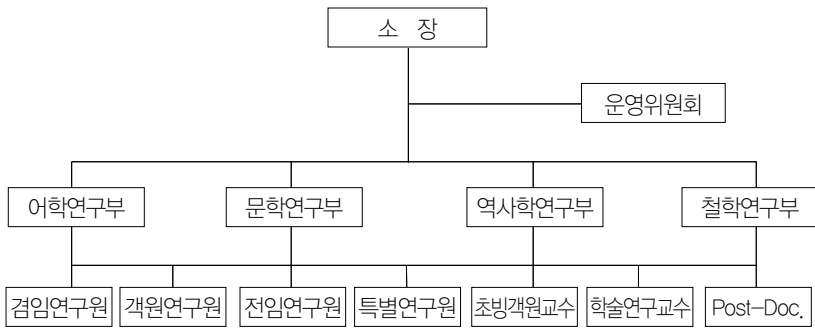 소 장
운영위원회
어학연구부 문학연구부 역사학연구부 철학연구부
겸임연구원 객원연구원 전임연구원 특별연구원 초빙객원교수 학술연구교수 Post-Doc.